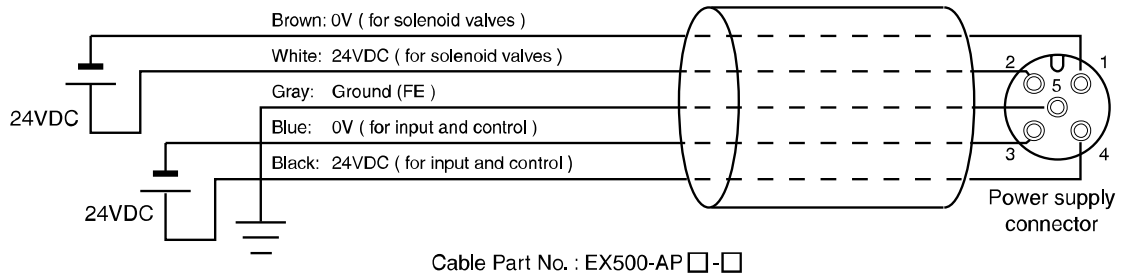 Brown: 0V ( for solenoid valves )
White: 24VDC ( for solenoid valves )
2
1
Gray: Ground (FE )
5
24VDC
Blue: 0V ( for input and control )
Black: 24VDC ( for input and control )
3
4
24VDC
Power supply
connector
Cable Part No. : EX500-AP□-□